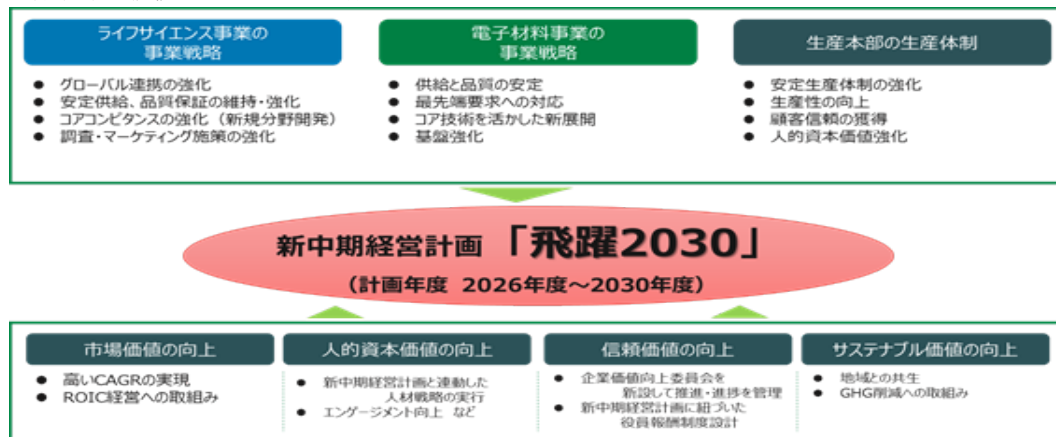 ライフサイエンス事業の
事業戦略
● グローバル連携の強化
● 安定供給、品質保証の維持・強化
● コアコンピタンスの強化（新規分野開発）
● 調査・マーケティング施策の強化
電子材料事業の
事業戦略
● 供給と品質の安定
● 最先端要求への対応
● コア技術を活かした新展開
● 基盤強化
生産本部の生産体制
● 安定生産体制の強化
● 生産性の向上
● 顧客信頼の獲得
● 人的資本価値強化
新中期経営計画「飛躍2030」
（計画年度 2026年度～2030年度）
市場価値の向上
● 高いCAGRの実現
● ROIC経営への取組み
人的資本価値の向上
● 新中期経営計画と連動した
人材戦略の実行
● エンゲージメント向上 など
信頼価値の向上
● 企業価値向上委員会を
新設して推進・進捗を管理
● 新中期経営計画に紐づいた
役員報酬制度設計
サステナブル価値の向上
● 地域との共生
● GHG削減への取組み